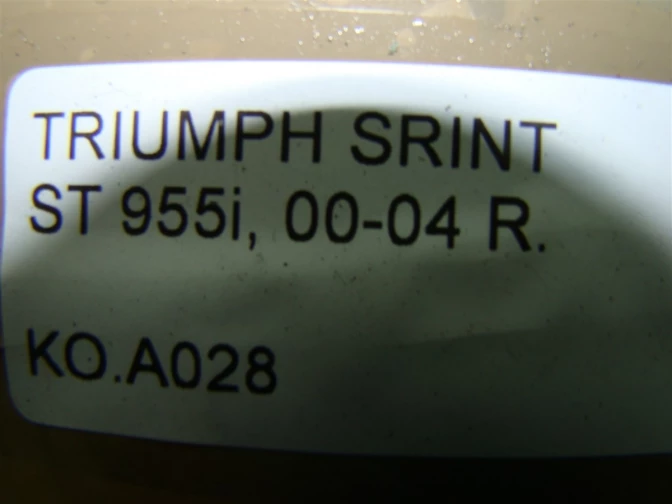 TRIUMPH SRINT
ST 955i, 00-04 R.
KO.A028